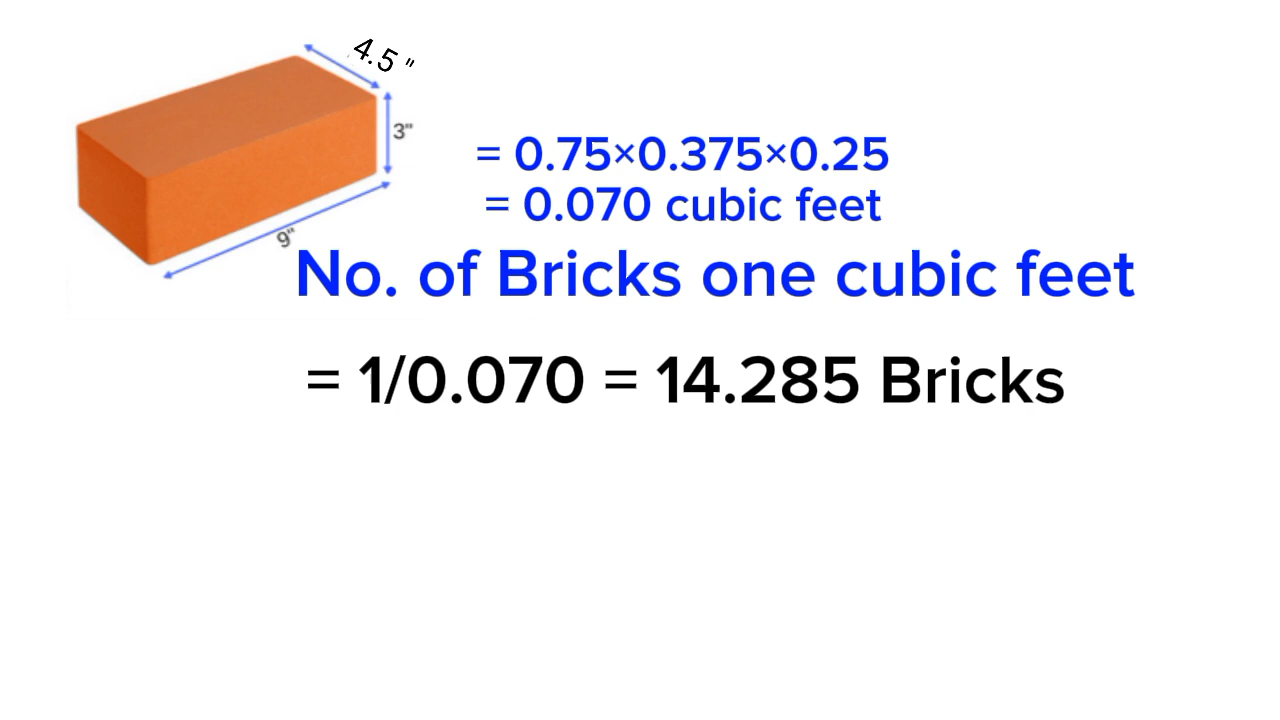 4.5 "
3"
9"
= 0.75×0.375×0.25
= 0.070 cubic feet
No. of Bricks one cubic feet
= 1/0.070 = 14.285 Bricks